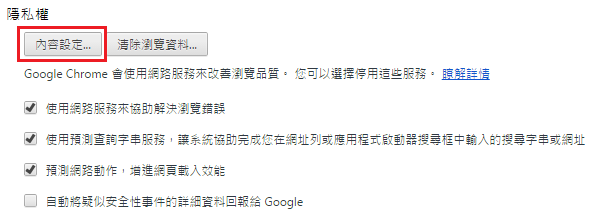 隱私權
內容設定... 清除瀏覽資料...
Google Chrome 會使用網路服務來改善瀏覽品質。 您可以選擇停用這些服務。 瞭解詳情
使用網路服務來協助解決瀏覽錯誤
使用預測查詢字串服務，讓系統協助完成您在網址列或應用程式啟動器搜尋框中輸入的搜尋字串或網址
預測網路動作，增進網頁載入效能
自動將疑似安全性事件的詳細資料回報給 Google